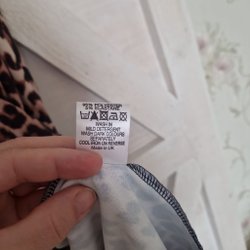 WASH IN
MILD DETERGENT
WASH DARK COLOURS
SEPARATELY
COOL IRON ON REVERSE
Made in UK